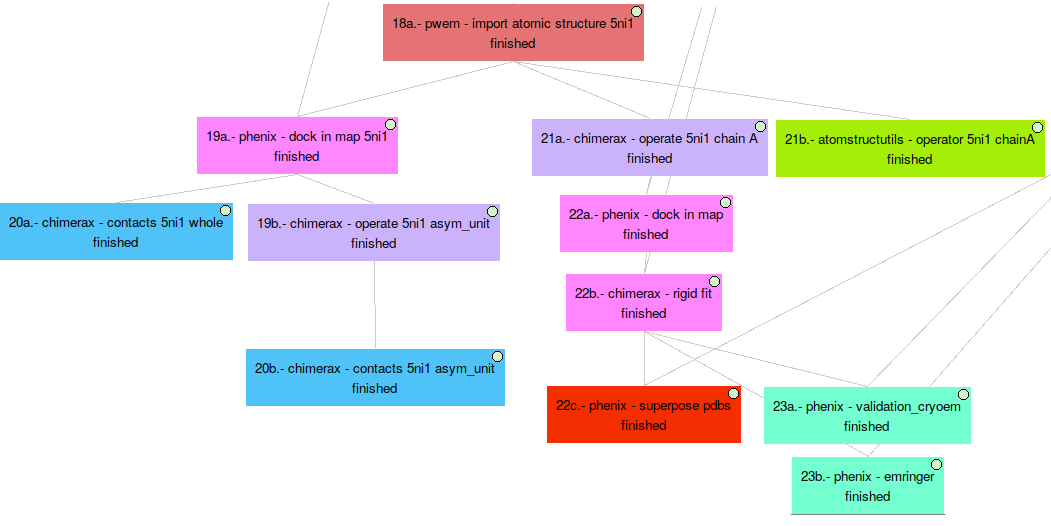 18a.- pwem - import atomic structure 5ni1
finished
19a.- phenix - dock in map 5ni1
finished
21a.- chimerax - operate 5ni1 chain A
finished
21b.- atomstructutils - operator 5ni1 chainA
finished
20a.- chimerax - contacts 5ni1 whole
finished
19b.- chimerax - operate 5ni1 asym_unit
finished
22a.- phenix - dock in map
finished
22b.- chimerax - rigid fit
finished
20b.- chimerax - contacts 5ni1 asym_unit
finished
22c.- phenix - superpose pdbs
finished
23a.- phenix - validation_cryoem
finished
23b.- phenix - emringer
finished